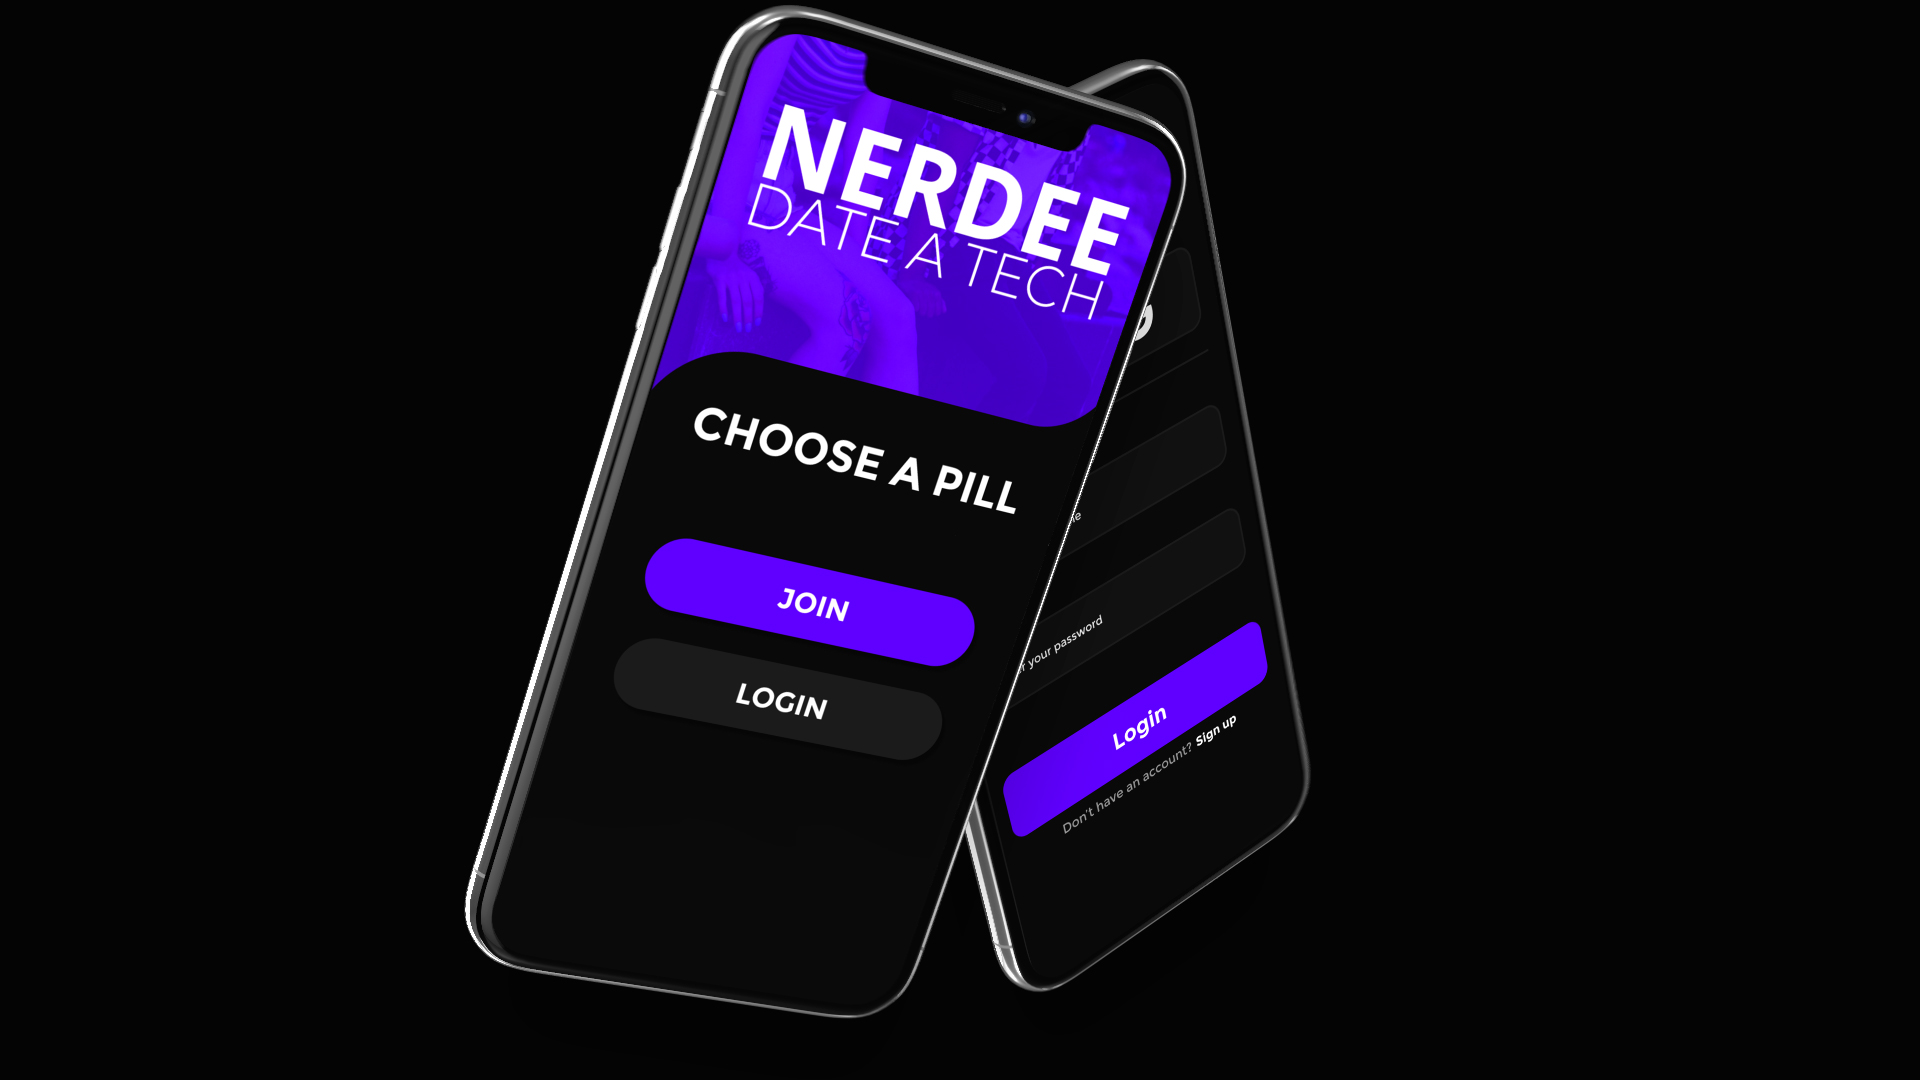 NERDEE
DATE A TECH
CHOOSE A PILL
JOIN
LOGIN
your password
Login
Don't have an account? Sign up